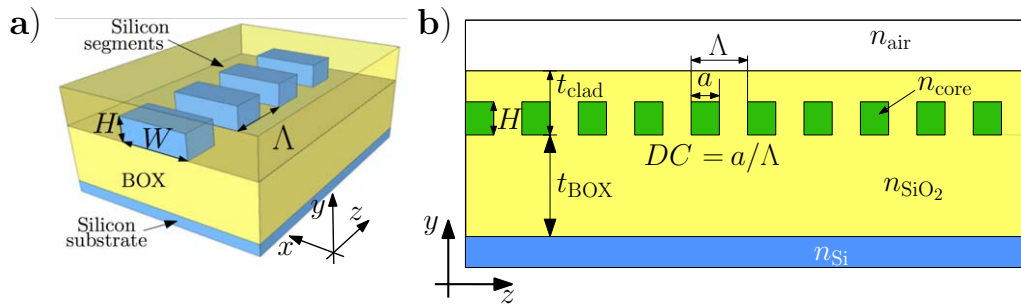 a)
Silicon
segments
H
W
Λ
BOX
Silicon
substrate
y
z
x
b)
n_air
Λ
t_clad
a
n_core
H
DC = a/Λ
t_BOX
n_SiO₂
y
n_Si
z